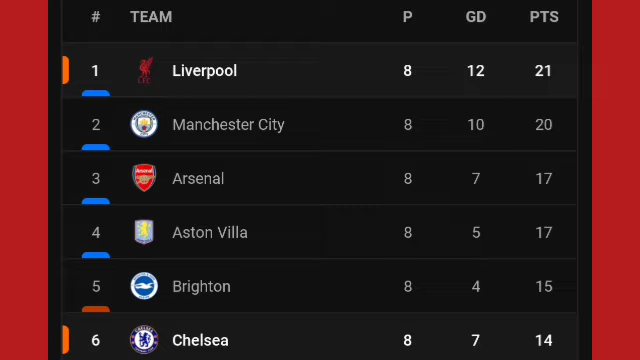 # TEAM P GD PTS
1 Liverpool 8 12 21
2 Manchester City 8 10 20
3 Arsenal 8 7 17
4 Aston Villa 8 5 17
5 Brighton 8 4 15
6 Chelsea 8 7 14